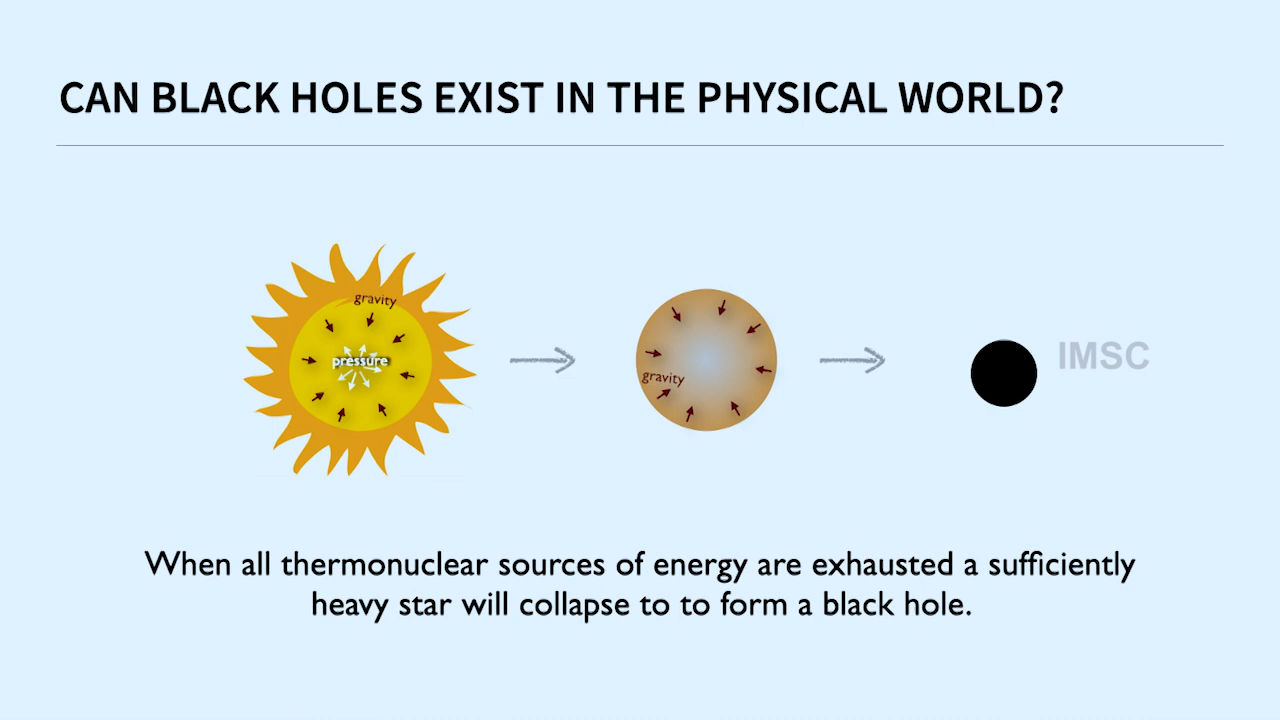 CAN BLACK HOLES EXIST IN THE PHYSICAL WORLD?
gravity
pressure
gravity
IMSC
When all thermonuclear sources of energy are exhausted a sufficiently
heavy star will collapse to to form a black hole.